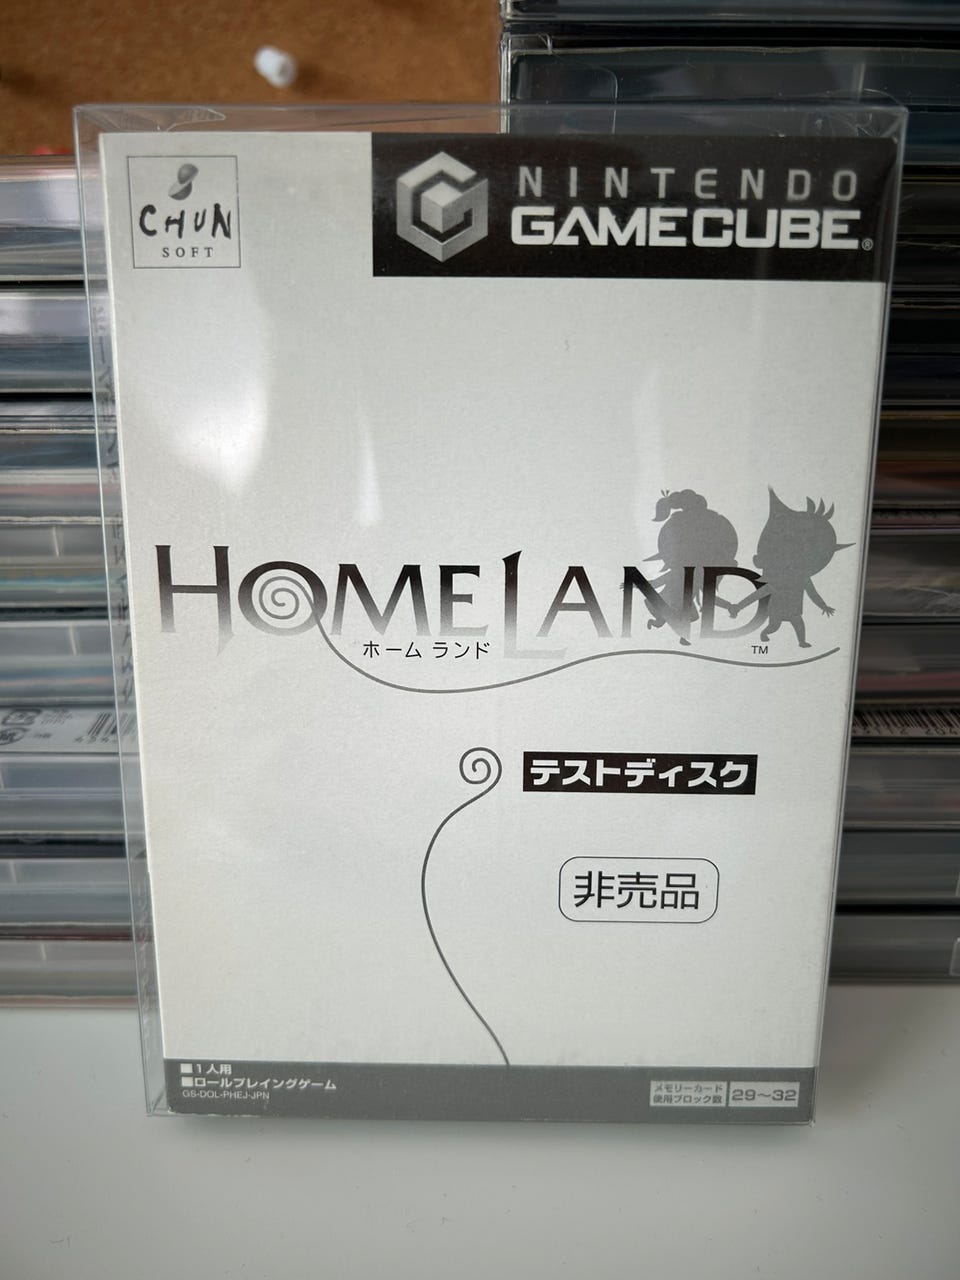 CHUN
SOFT
NINTENDO
GAMECUBE®
HOMELAND
ホーム ランド
TM
テストディスク
非売品
■1人用
■ロールプレイングゲーム
GS-DOL-PHEJ-JPN
メモリーカード
使用ブロック数
29～32